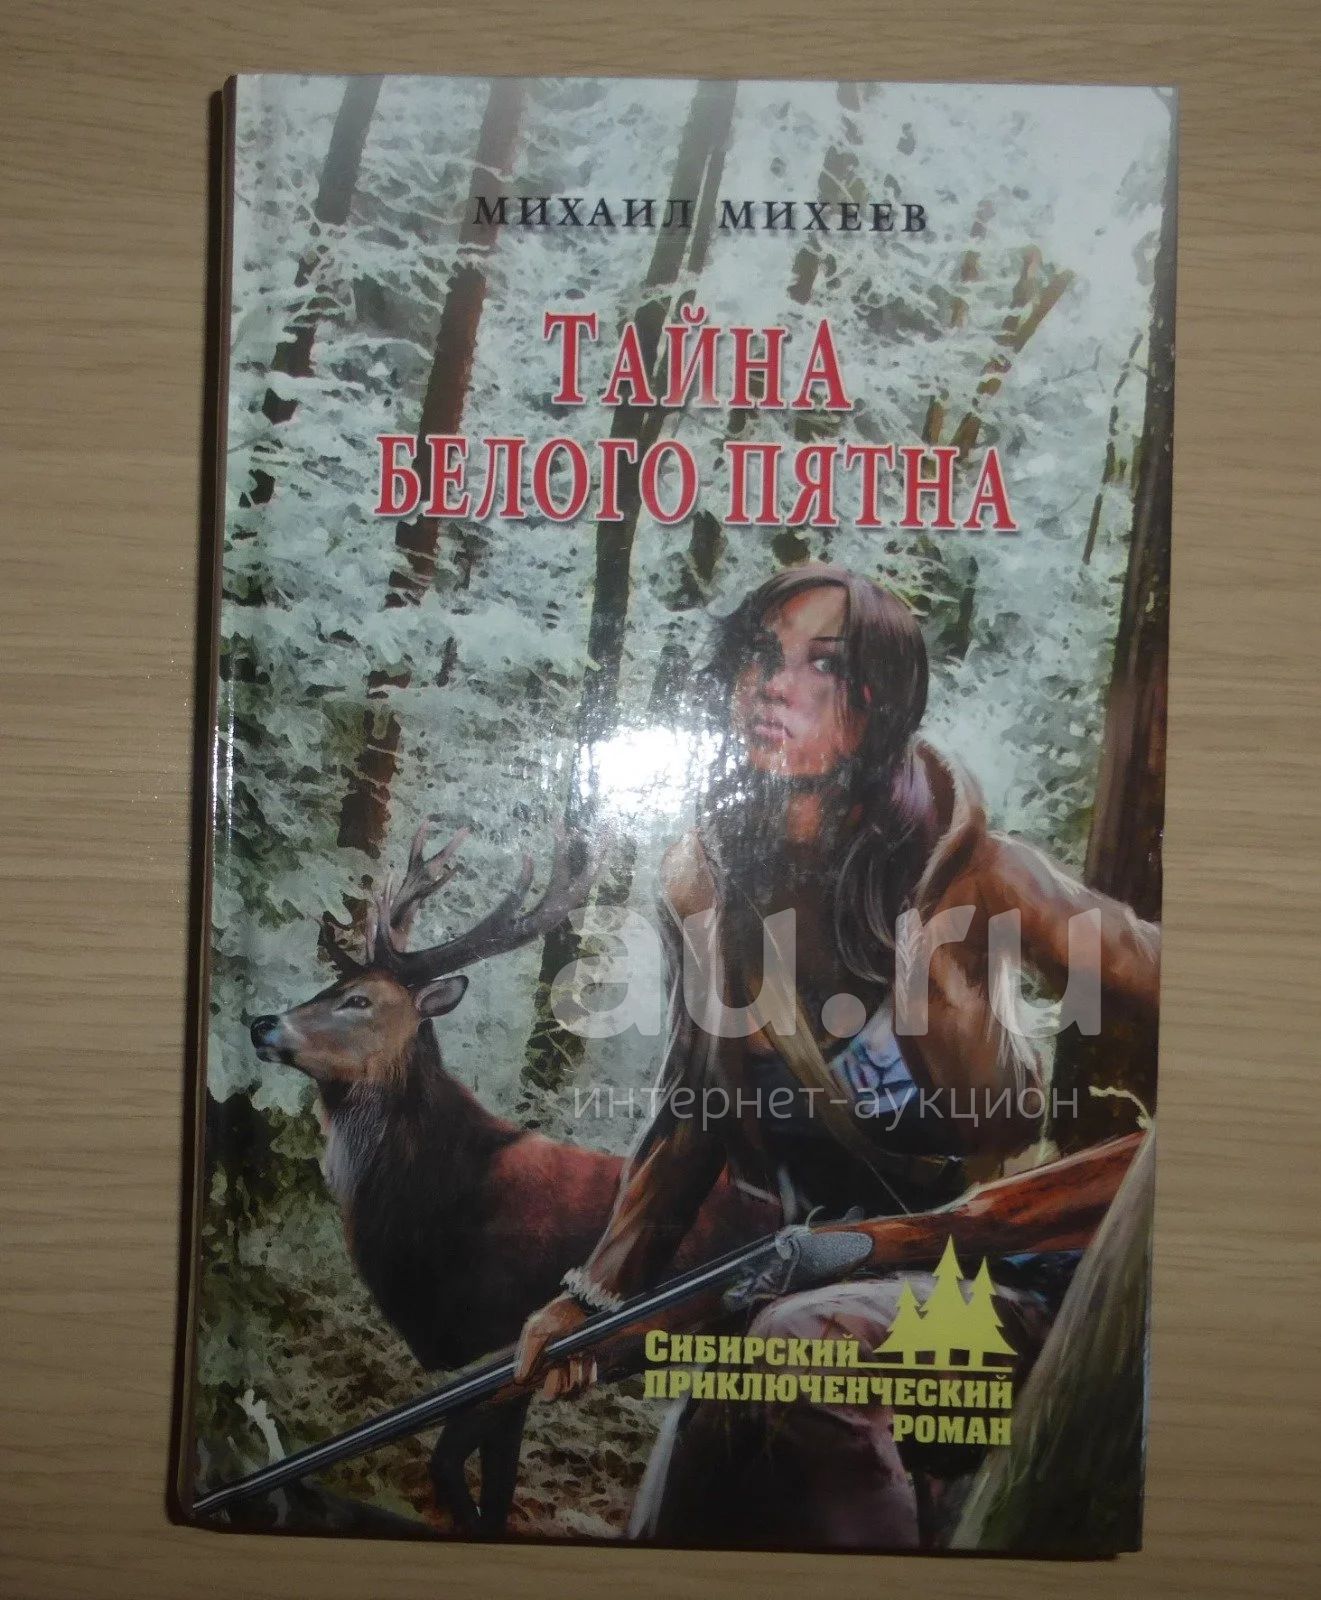 МИХАИЛ МИХЕЕВ
ТАЙНА
БЕЛОГО ПЯТНА
au.ru
интернет-аукцион
СИБИРСКИЙ
ПРИКЛЮЧЕНЧЕСКИЙ
РОМАН